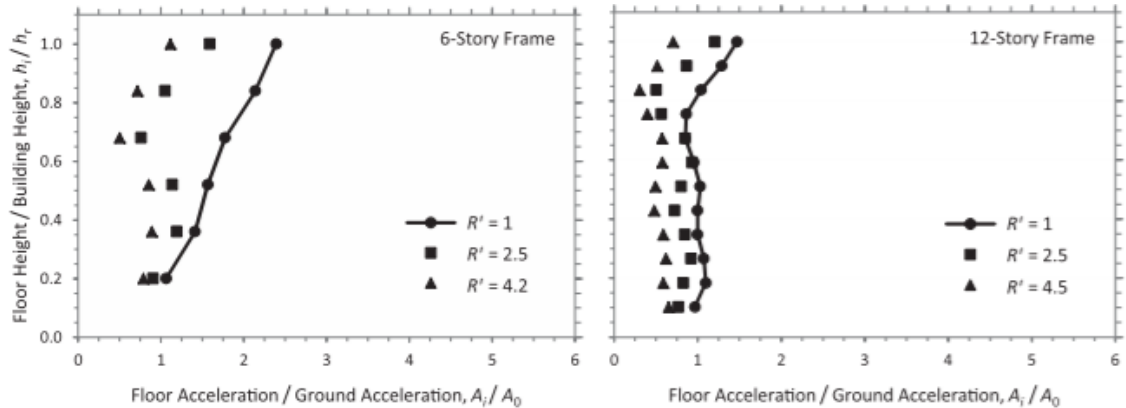 6-Story Frame
Floor Height / Building Height, hᵢ / hᵣ
1.0
0.8
0.6
0.4
0.2
0.0
R' = 1
R' = 2.5
R' = 4.2
0 1 2 3 4 5 6
Floor Acceleration / Ground Acceleration, Aᵢ / A₀
12-Story Frame
1.0
0.8
0.6
0.4
0.2
0.0
R' = 1
R' = 2.5
R' = 4.5
0 1 2 3 4 5 6
Floor Acceleration / Ground Acceleration, Aᵢ / A₀